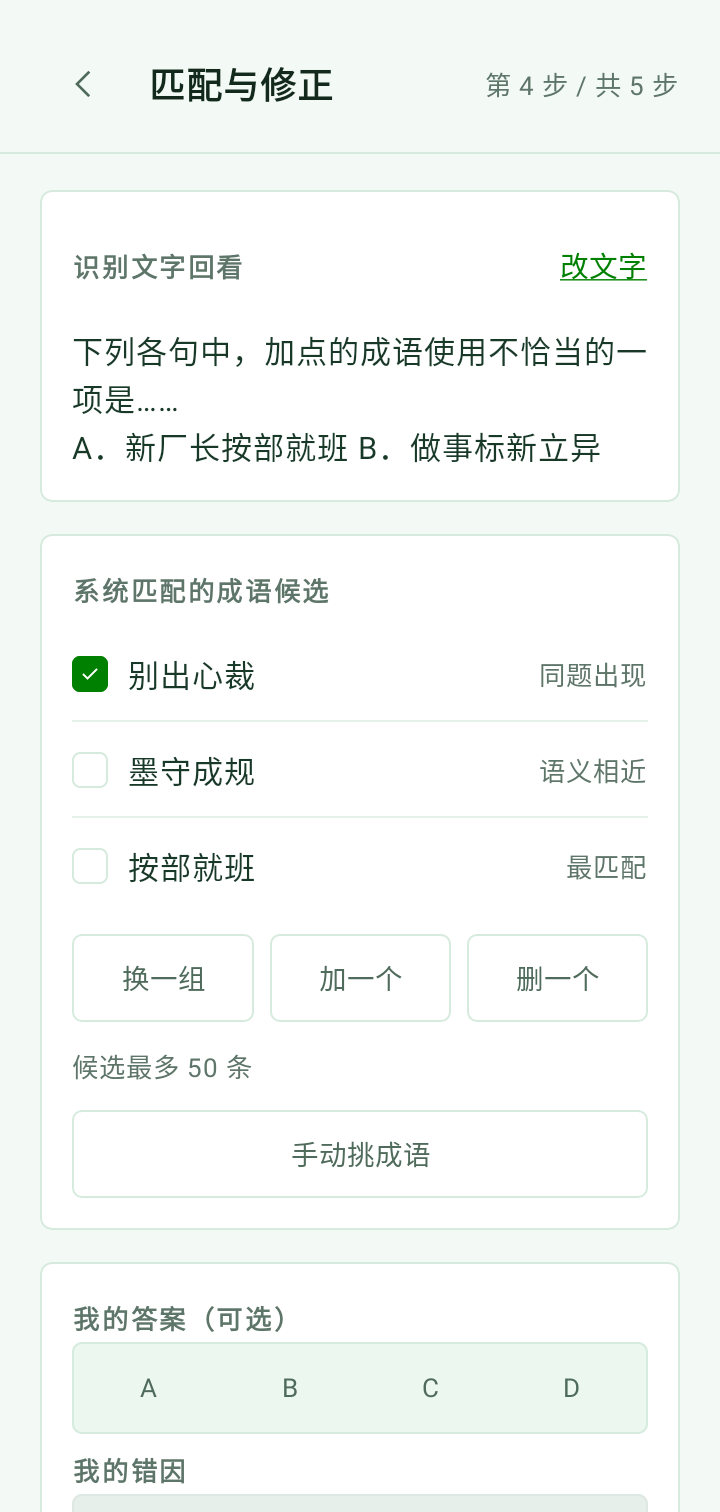 匹配与修正
第 4 步 / 共 5 步
识别文字回看
改文字
下列各句中，加点的成语使用不恰当的一
项是……
A．新厂长按部就班 B．做事标新立异
系统匹配的成语候选
别出心裁
同题出现
墨守成规
语义相近
按部就班
最匹配
换一组
加一个
删一个
候选最多 50 条
手动挑成语
我的答案（可选）
A
B
C
D
我的错因